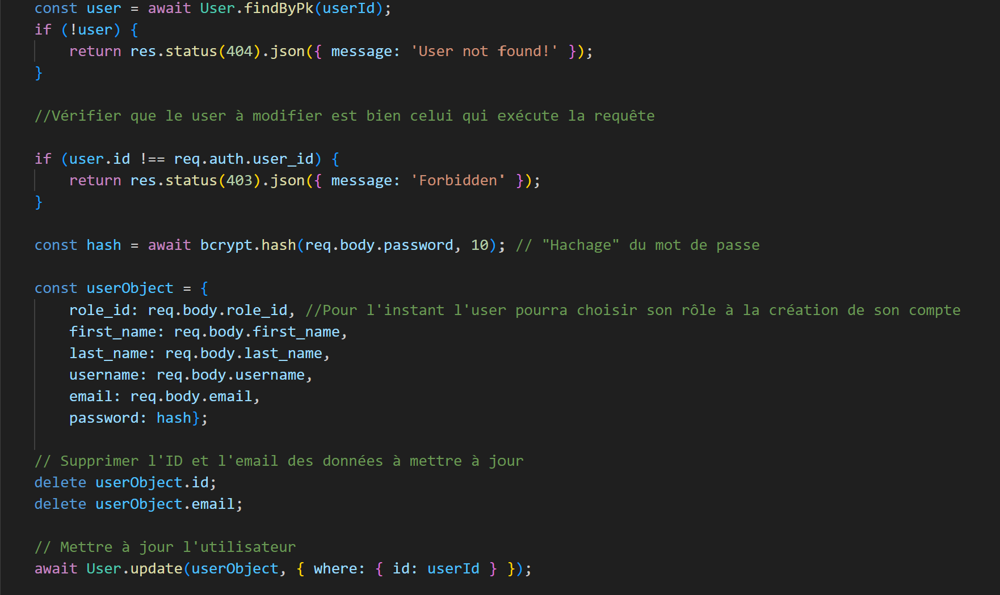 const user = await User.findByPk(userId);
if (!user) {
return res.status(404).json({ message: 'User not found!' });
}
//Vérifier que le user à modifier est bien celui qui exécute la requête
if (user.id !== req.auth.user_id) {
return res.status(403).json({ message: 'Forbidden' });
}
const hash = await bcrypt.hash(req.body.password, 10); // "Hachage" du mot de passe
const userObject = {
role_id: req.body.role_id, //Pour l'instant l'user pourra choisir son rôle à la création de son compte
first_name: req.body.first_name,
last_name: req.body.last_name,
username: req.body.username,
email: req.body.email,
password: hash};
// Supprimer l'ID et l'email des données à mettre à jour
delete userObject.id;
delete userObject.email;
// Mettre à jour l'utilisateur
await User.update(userObject, { where: { id: userId } });